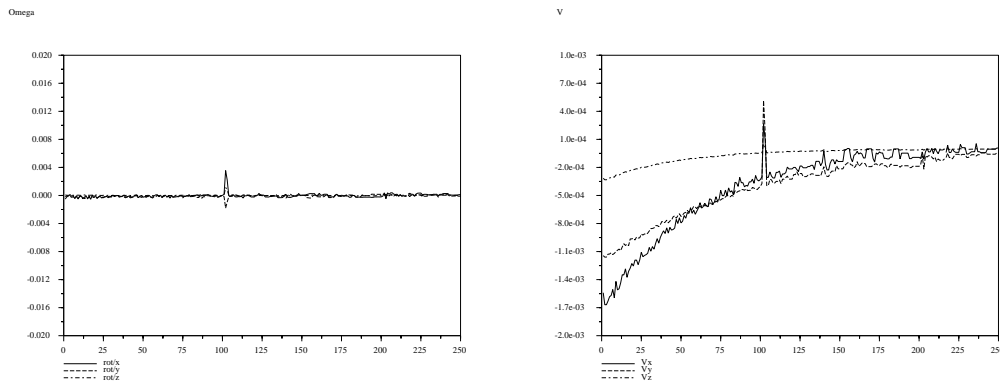 Omega
0.020
0.016
0.012
0.008
0.004
0.000
-0.004
-0.008
-0.012
-0.016
-0.020
0 25 50 75 100 125 150 175 200 225 250
rot/x
rot/y
rot/z
V
1.0e-03
7.0e-04
4.0e-04
1.0e-04
-2.0e-04
-5.0e-04
-8.0e-04
-1.1e-03
-1.4e-03
-1.7e-03
-2.0e-03
0 25 50 75 100 125 150 175 200 225 250
Vx
Vy
Vz